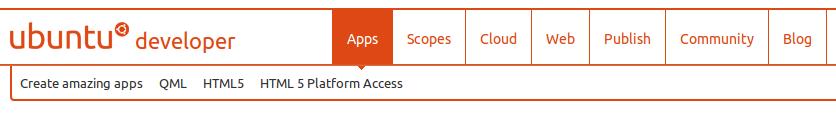 ubuntu developer Apps Scopes Cloud Web Publish Community Blog
Create amazing apps QML HTML5 HTML 5 Platform Access